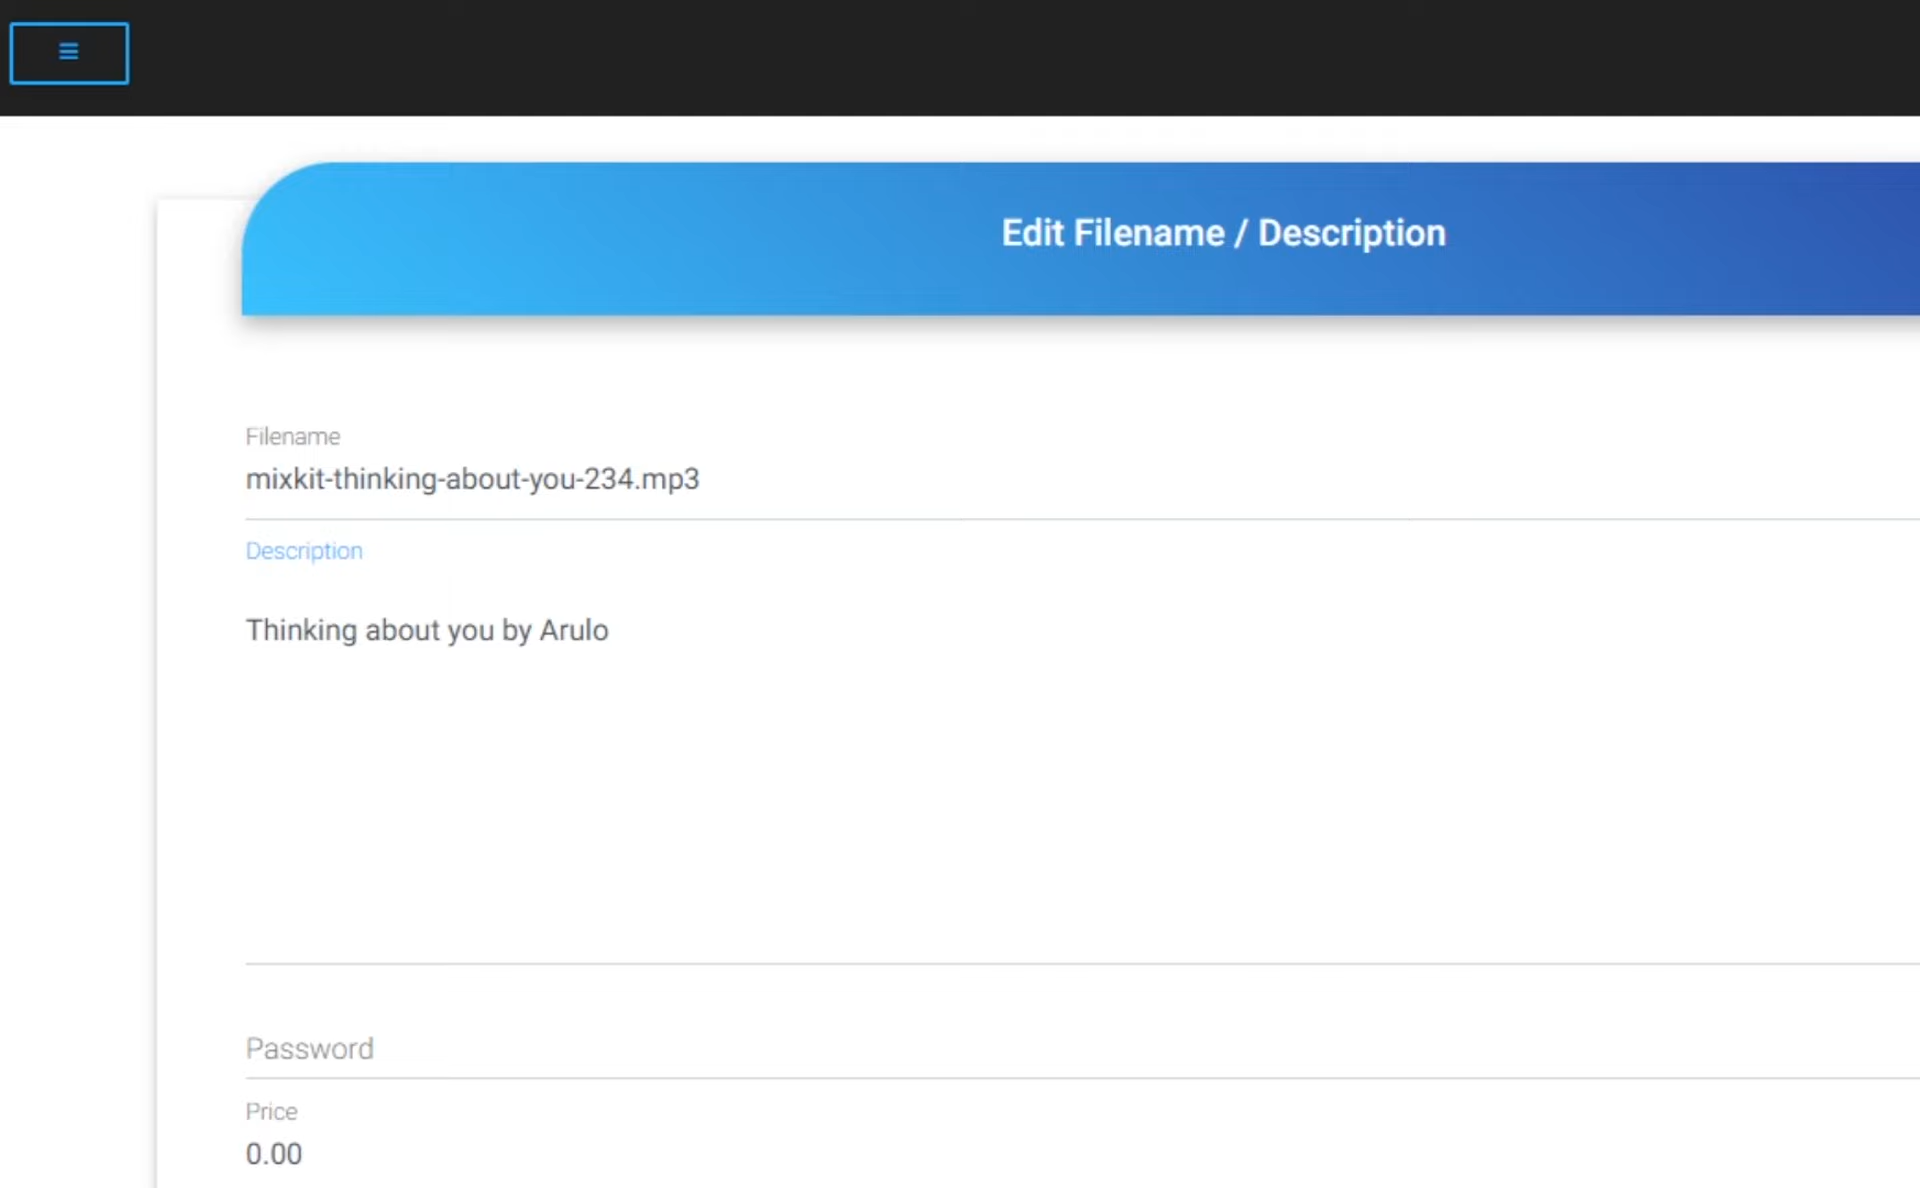 Edit Filename / Description
Filename
mixkit-thinking-about-you-234.mp3
Description
Thinking about you by Arulo
Password
Price
0.00